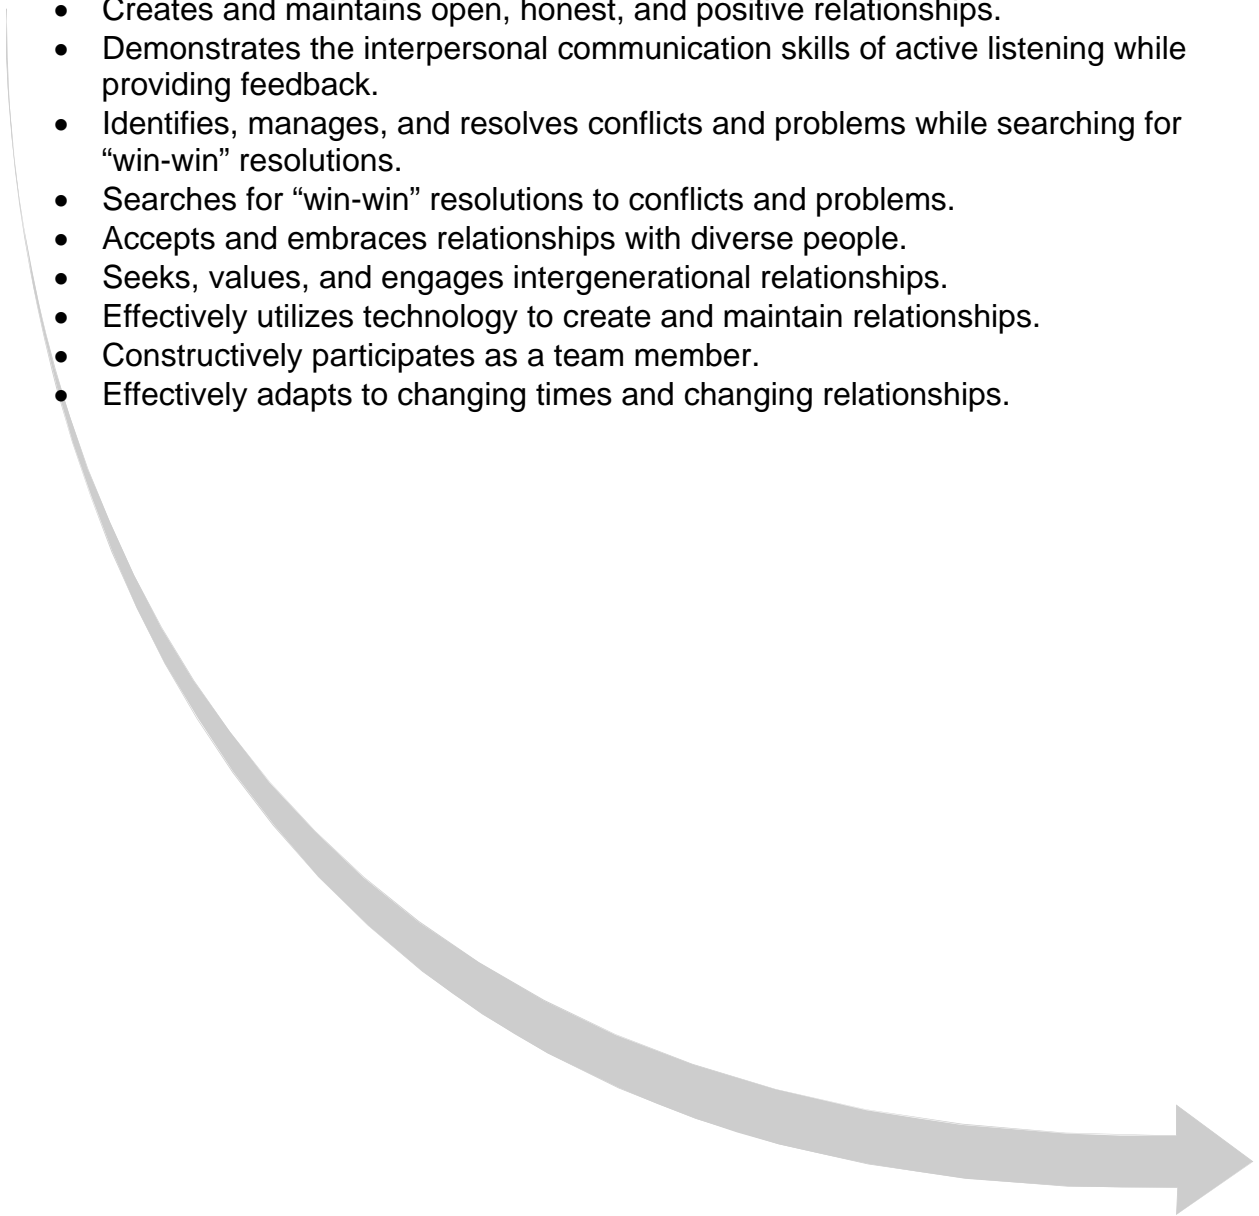 • Creates and maintains open, honest, and positive relationships.
• Demonstrates the interpersonal communication skills of active listening while
providing feedback.
• Identifies, manages, and resolves conflicts and problems while searching for
“win-win” resolutions.
• Searches for “win-win” resolutions to conflicts and problems.
• Accepts and embraces relationships with diverse people.
• Seeks, values, and engages intergenerational relationships.
• Effectively utilizes technology to create and maintain relationships.
• Constructively participates as a team member.
• Effectively adapts to changing times and changing relationships.